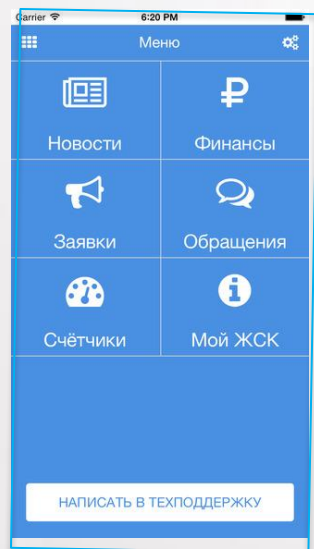 Carrier 6:20 PM
Меню
Новости Финансы
Заявки Обращения
Счётчики Мой ЖСК
НАПИСАТЬ В ТЕХПОДДЕРЖКУ